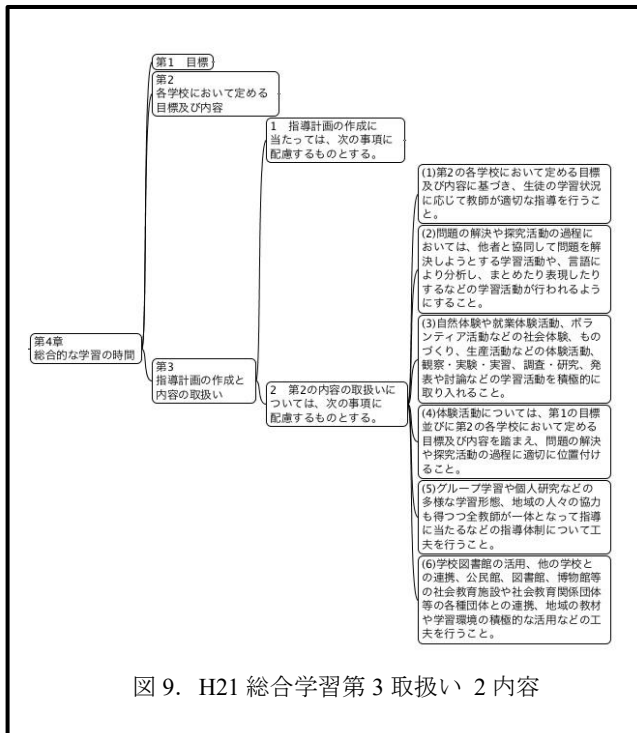 第1　目標
第2
各学校において定める
目標及び内容
1　指導計画の作成に
当たっては、次の事項に
配慮するものとする。
(1)第2の各学校において定める目標
及び内容に基づき、生徒の学習状況
に応じて教師が適切な指導を行うこ
と。
(2)問題の解決や探究活動の過程に
おいては、他者と協同して問題を解
決しようとする学習活動や、言語に
より分析し、まとめたり表現したり
するなどの学習活動が行われるよう
にすること。
第4章
総合的な学習の時間
第3
指導計画の作成と
内容の取扱い
(3)自然体験や就業体験活動、ボラ
ンティア活動などの社会体験、もの
づくり、生産活動などの体験活動、
観察・実験・実習、調査・研究、発
表や討論などの学習活動を積極的に
取り入れること。
2　第2の内容の取扱いに
ついては、次の事項に
配慮するものとする。
(4)体験活動については、第1の目標
並びに第2の各学校において定める
目標及び内容を踏まえ、問題の解決
や探究活動の過程に適切に位置付け
ること。
(5)グループ学習や個人研究などの
多様な学習形態、地域の人々の協力
も得つつ全教師が一体となって指導
に当たるなどの指導体制について工
夫を行うこと。
(6)学校図書館の活用、他の学校と
の連携、公民館、図書館、博物館等
の社会教育施設や社会教育関係団体
等の各種団体との連携、地域の教材
や学習環境の積極的な活用などの工
夫を行うこと。
図 9. H21 総合学習第 3 取扱い 2 内容